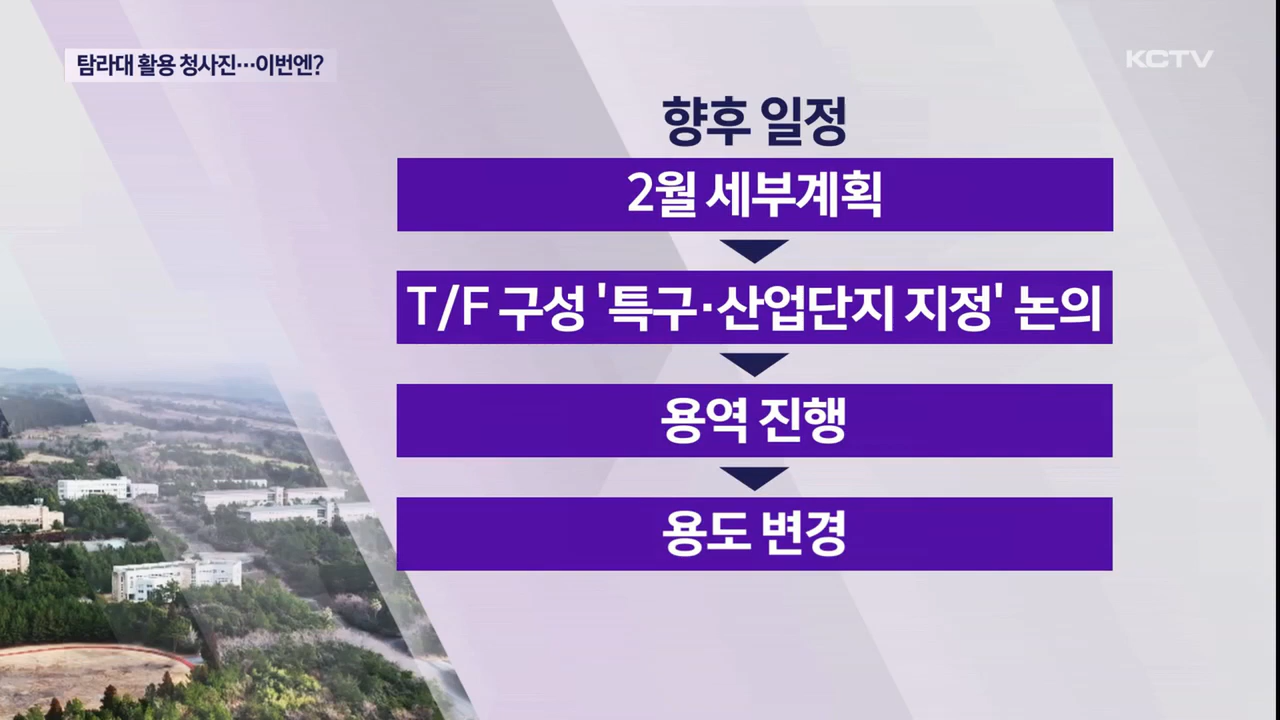 탐라대 활용 청사진…이번엔?
KCTV
향후 일정
2월 세부계획
T/F 구성 '특구·산업단지 지정' 논의
용역 진행
용도 변경